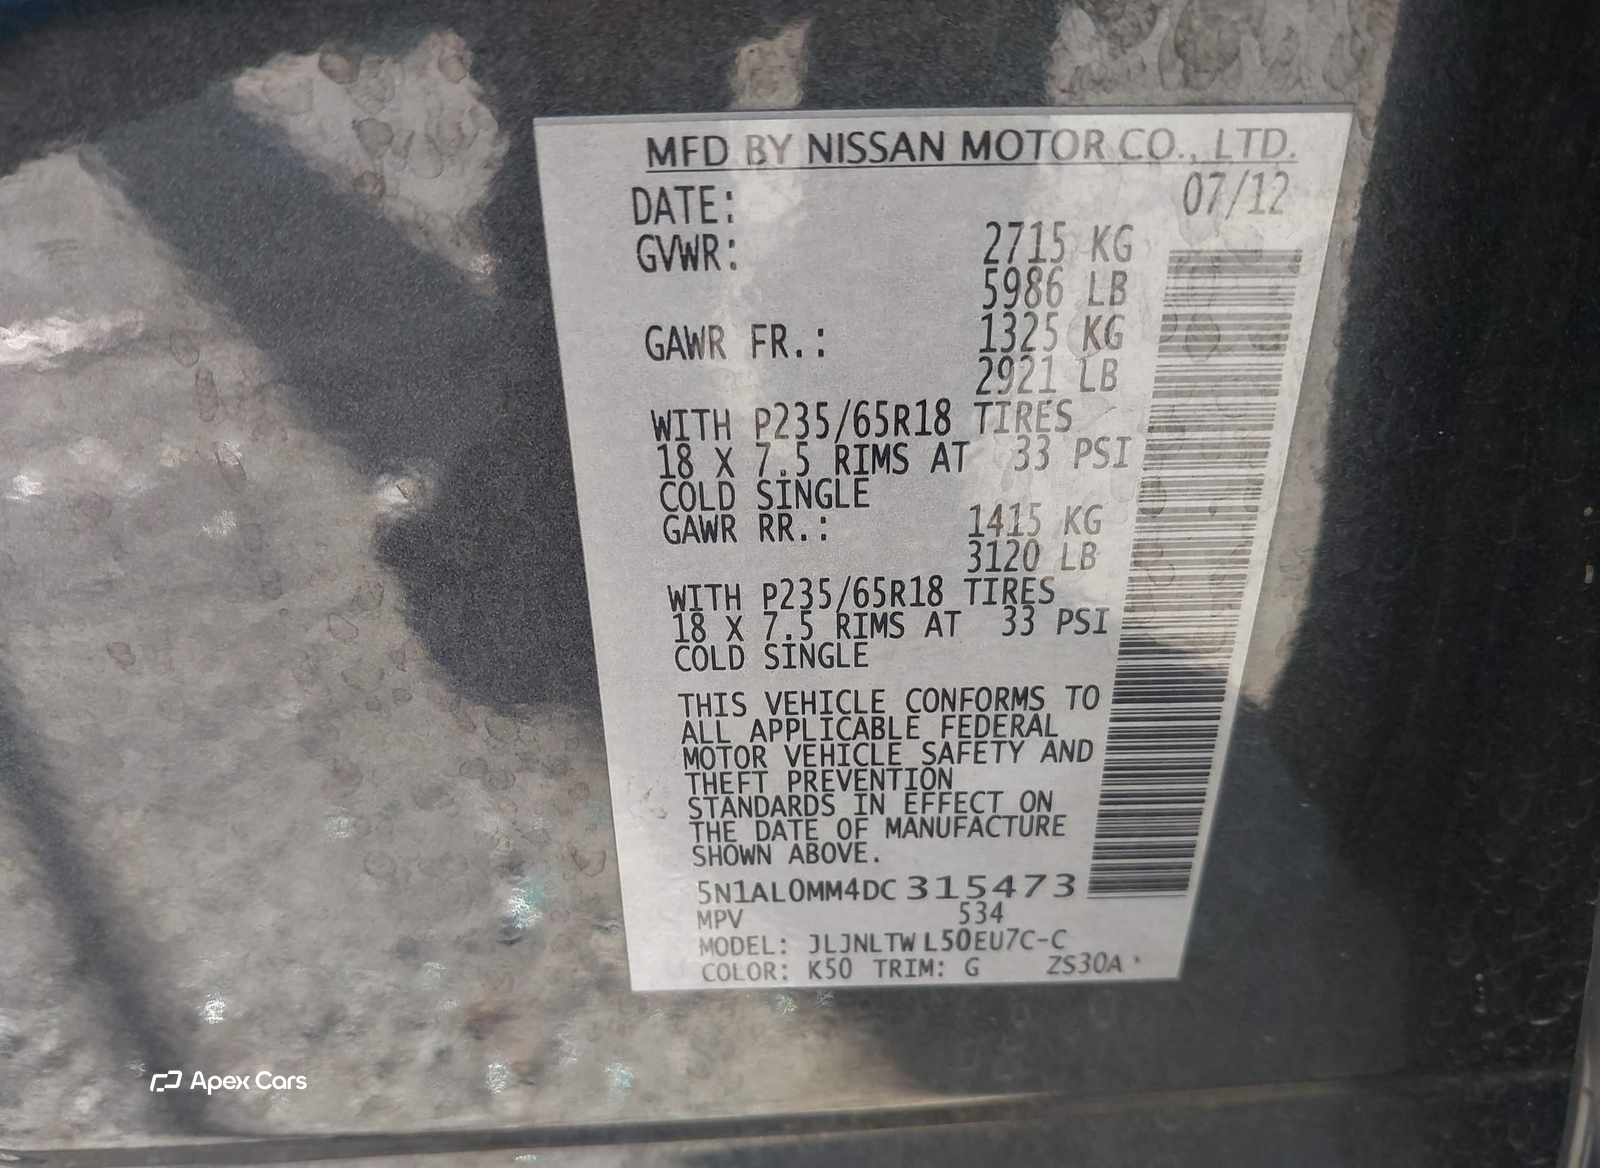 MFD BY NISSAN MOTOR CO., LTD.
DATE: 07/12
GVWR: 2715 KG
5986 LB
GAWR FR.: 1325 KG
2921 LB
WITH P235/65R18 TIRES
18 X 7.5 RIMS AT 33 PSI
COLD SINGLE
GAWR RR.: 1415 KG
3120 LB
WITH P235/65R18 TIRES
18 X 7.5 RIMS AT 33 PSI
COLD SINGLE
THIS VEHICLE CONFORMS TO
ALL APPLICABLE FEDERAL
MOTOR VEHICLE SAFETY AND
THEFT PREVENTION
STANDARDS IN EFFECT ON
THE DATE OF MANUFACTURE
SHOWN ABOVE.
5N1AL0MM4DC315473
MPV 534
MODEL: JLJNLTWL50EU7C-C
COLOR: K50 TRIM: G ZS30A
Apex Cars